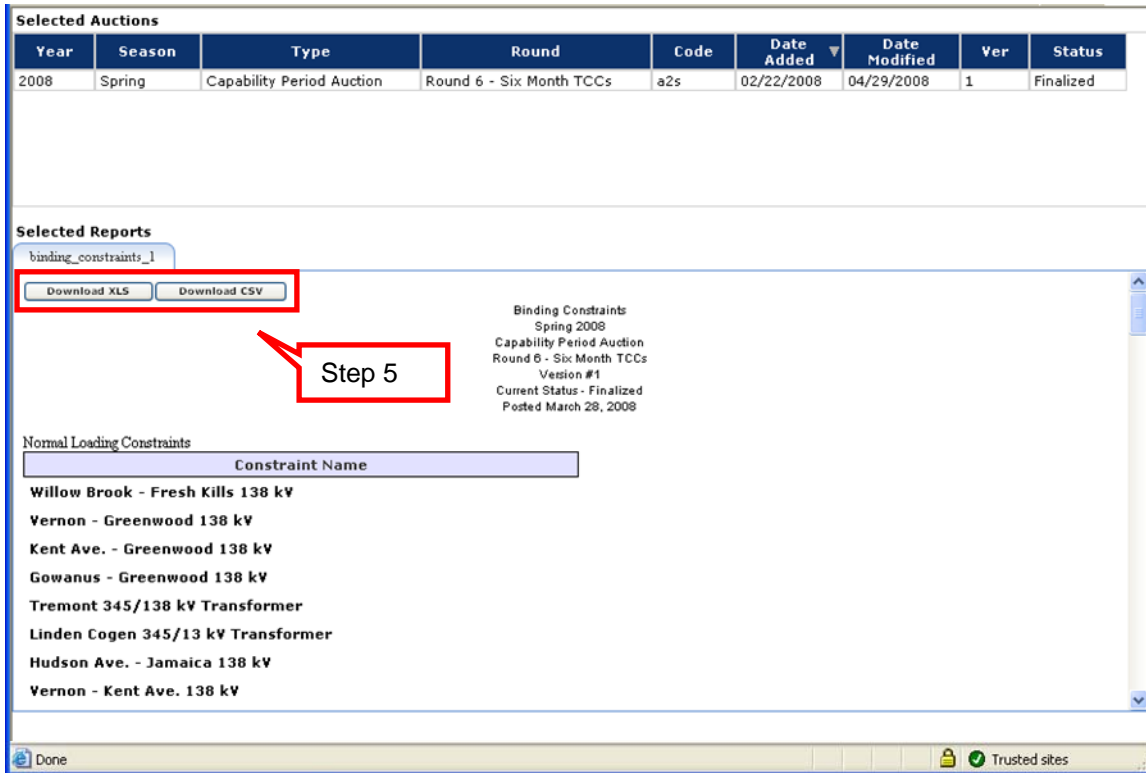 Selected Auctions
Year Season Type Round Code Date Added Date Modified Ver Status
2008 Spring Capability Period Auction Round 6 - Six Month TCCs a2s 02/22/2008 04/29/2008 1 Finalized
Selected Reports
binding_constraints_1
Download XLS Download CSV
Binding Constraints
Spring 2008
Capability Period Auction
Round 6 - Six Month TCCs
Version #1
Current Status - Finalized
Posted March 28, 2008
Step 5
Normal Loading Constraints
Constraint Name
Willow Brook - Fresh Kills 138 kV
Vernon - Greenwood 138 kV
Kent Ave. - Greenwood 138 kV
Gowanus - Greenwood 138 kV
Tremont 345/138 kV Transformer
Linden Cogen 345/13 kV Transformer
Hudson Ave. - Jamaica 138 kV
Vernon - Kent Ave. 138 kV
Done Trusted sites